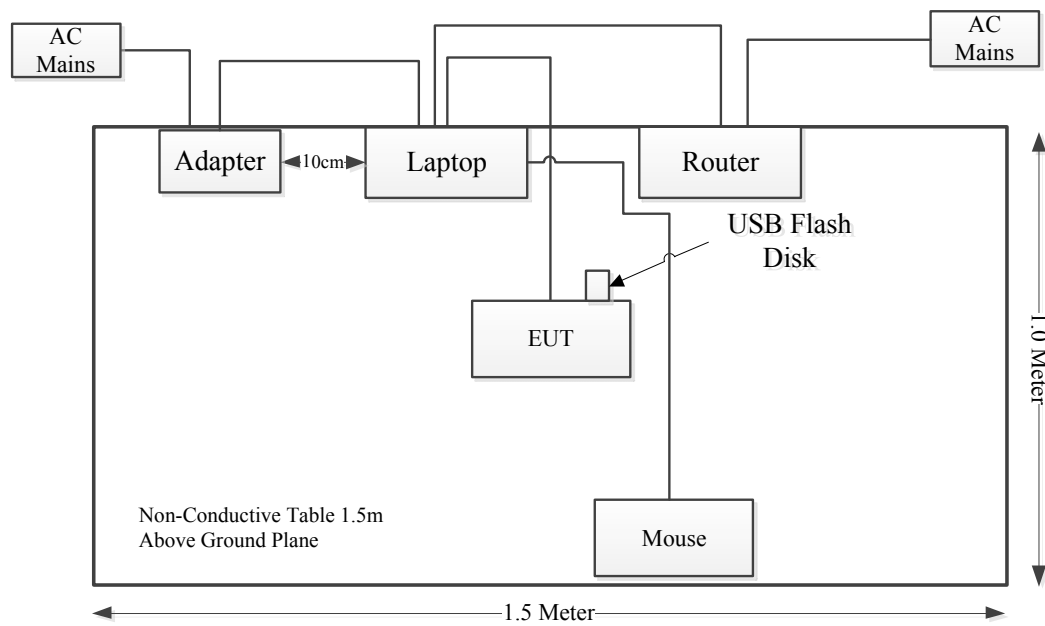 AC
Mains
AC
Mains
Adapter
10cm
Laptop
Router
USB Flash
Disk
EUT
1.0 Meter
Non-Conductive Table 1.5m
Above Ground Plane
Mouse
1.5 Meter